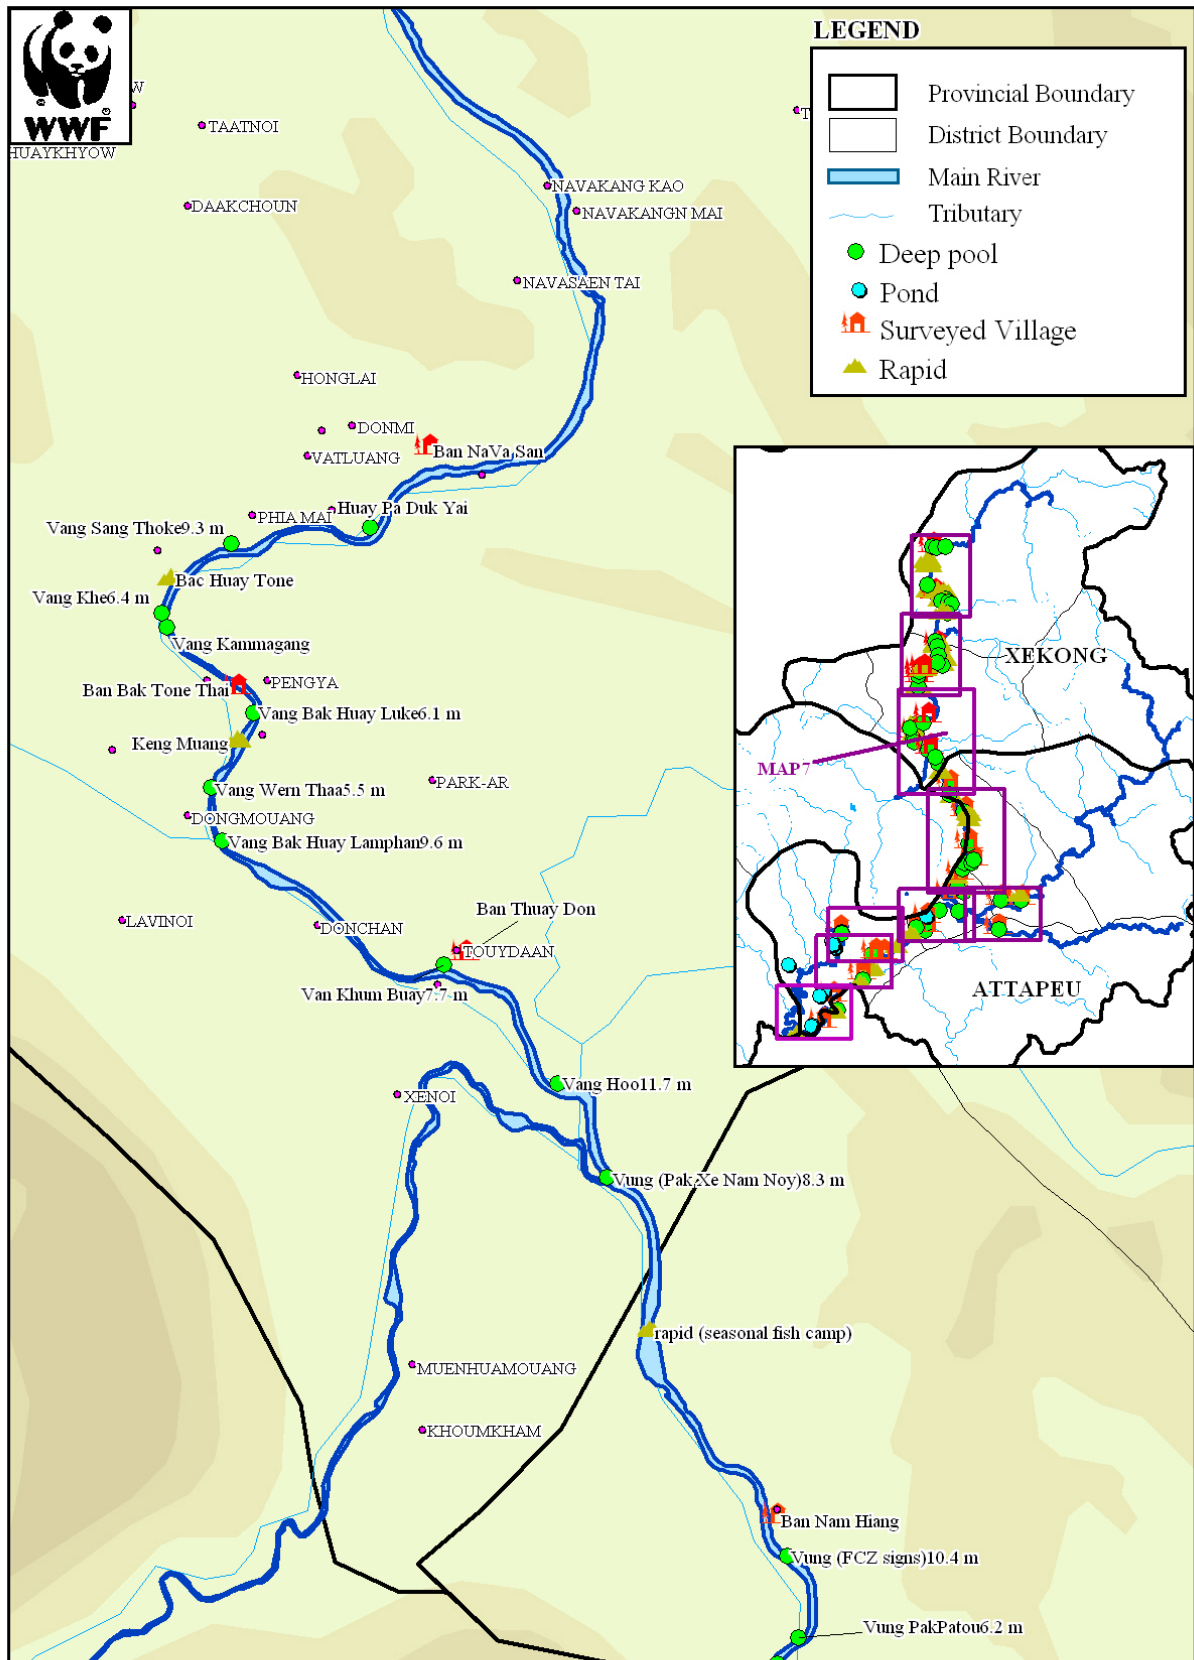 WWF
W
TAATNOI
HUAYKHYOW
DAAKCHOUN
NAVAKANG KAO
NAVAKANGN MAI
NAVASAEN TAI
T
LEGEND
Provincial Boundary
District Boundary
Main River
Tributary
Deep pool
Pond
Surveyed Village
Rapid
HONGLAI
DONMI
Ban NaVa San
VATLUANG
Huay Pa Duk Yai
PHIA MAI
Vang Sang Thoke9.3 m
Bac Huay Tone
Vang Khe6.4 m
Vang Kammagang
Ban Bak Tone Thai
PENGYA
Vang Bak Huay Luke6.1 m
Keng Muang
PARK-AR
Vang Wern Thaa5.5 m
DONGMOUANG
Vang Bak Huay Lamphan9.6 m
XEKONG
MAP7
ATTAPEU
LAVINOI
DONCHAN
Ban Thuay Don
TOUYDAAN
Van Khum Buay7.7 m
Vang Hoo11.7 m
XENOI
Vung (Pak Xe Nam Noy)8.3 m
rapid (seasonal fish camp)
MUENHUAMOUANG
KHOUMKHAM
Ban Nam Hiang
Vung (FCZ signs)10.4 m
Vung PakPatou6.2 m